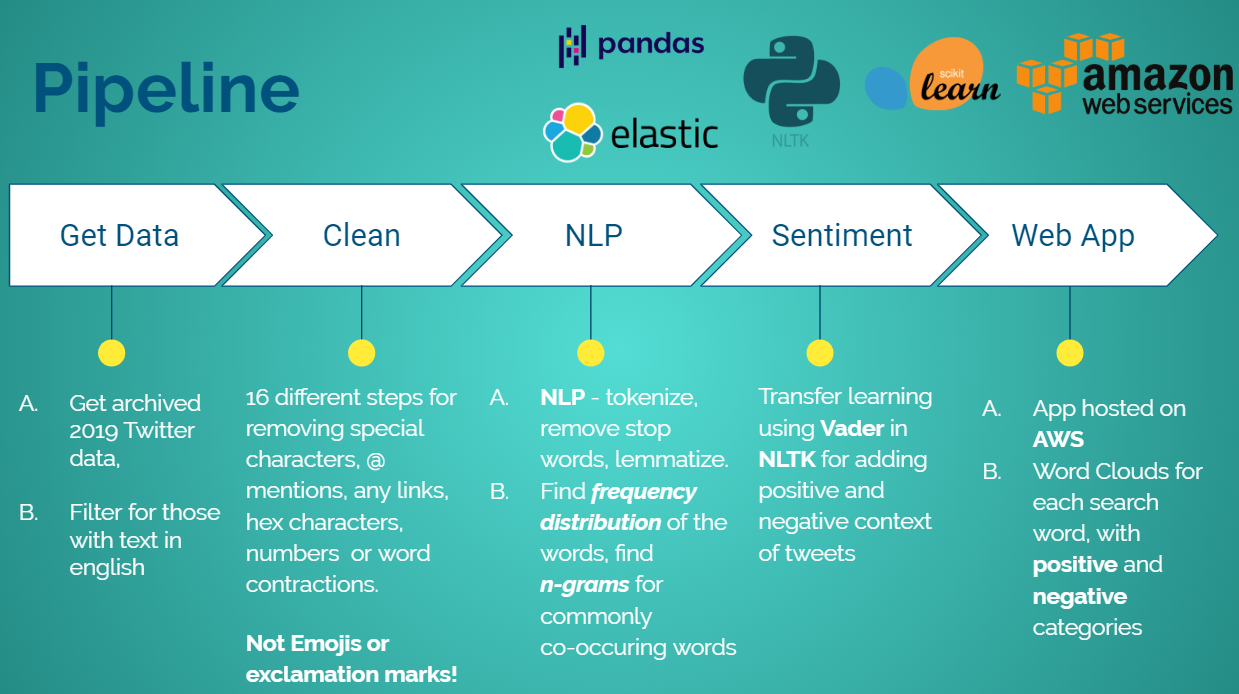 Pipeline
pandas
elastic
NLTK
scikit
learn
amazon
web services
Get Data
Clean
NLP
Sentiment
Web App
A. Get archived
2019 Twitter
data,
B. Filter for those
with text in
english
16 different steps for
removing special
characters, @
mentions, any links,
hex characters,
numbers or word
contractions.
Not Emojis or
exclamation marks!
A. NLP - tokenize,
remove stop
words, lemmatize.
B. Find frequency
distribution of the
words, find
n-grams for
commonly
co-occuring words
Transfer learning
using Vader in
NLTK for adding
positive and
negative context
of tweets
A. App hosted on
AWS
B. Word Clouds for
each search
word, with
positive and
negative
categories